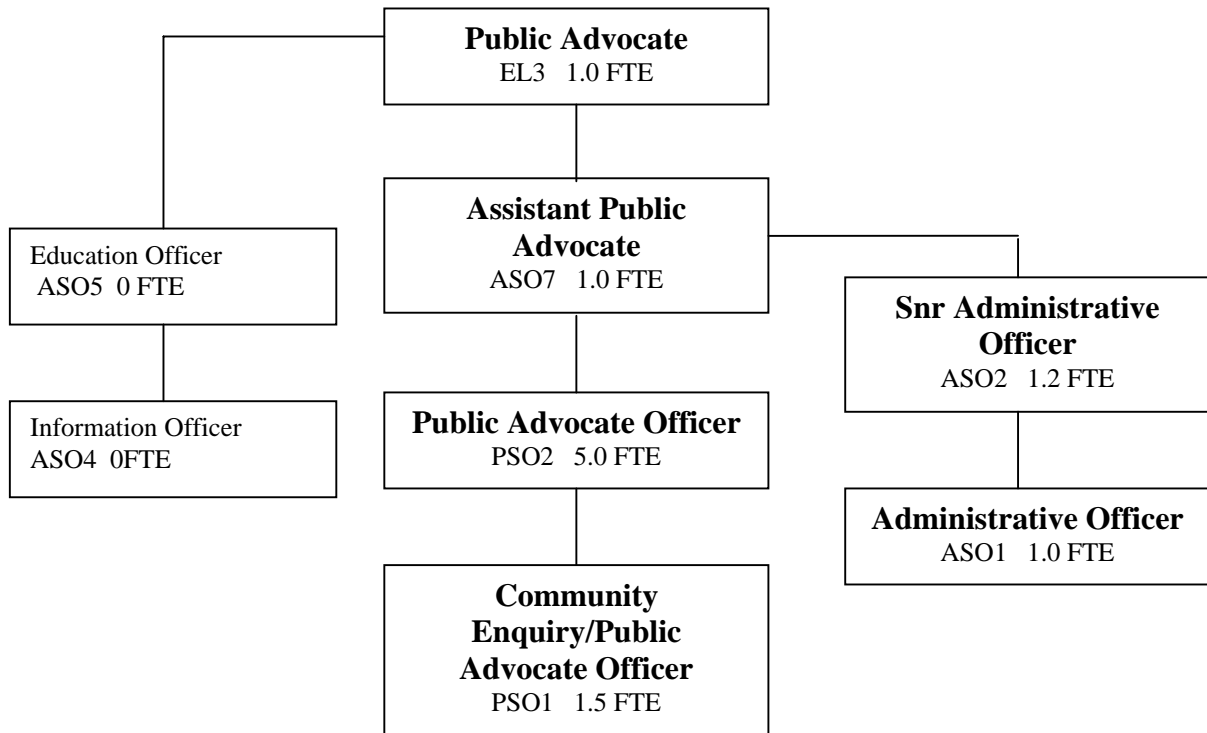 Public Advocate
EL3 1.0 FTE
Assistant Public
Advocate
ASO7 1.0 FTE
Education Officer
ASO5 0 FTE
Snr Administrative
Officer
ASO2 1.2 FTE
Information Officer
ASO4 0FTE
Public Advocate Officer
PSO2 5.0 FTE
Administrative Officer
ASO1 1.0 FTE
Community
Enquiry/Public
Advocate Officer
PSO1 1.5 FTE